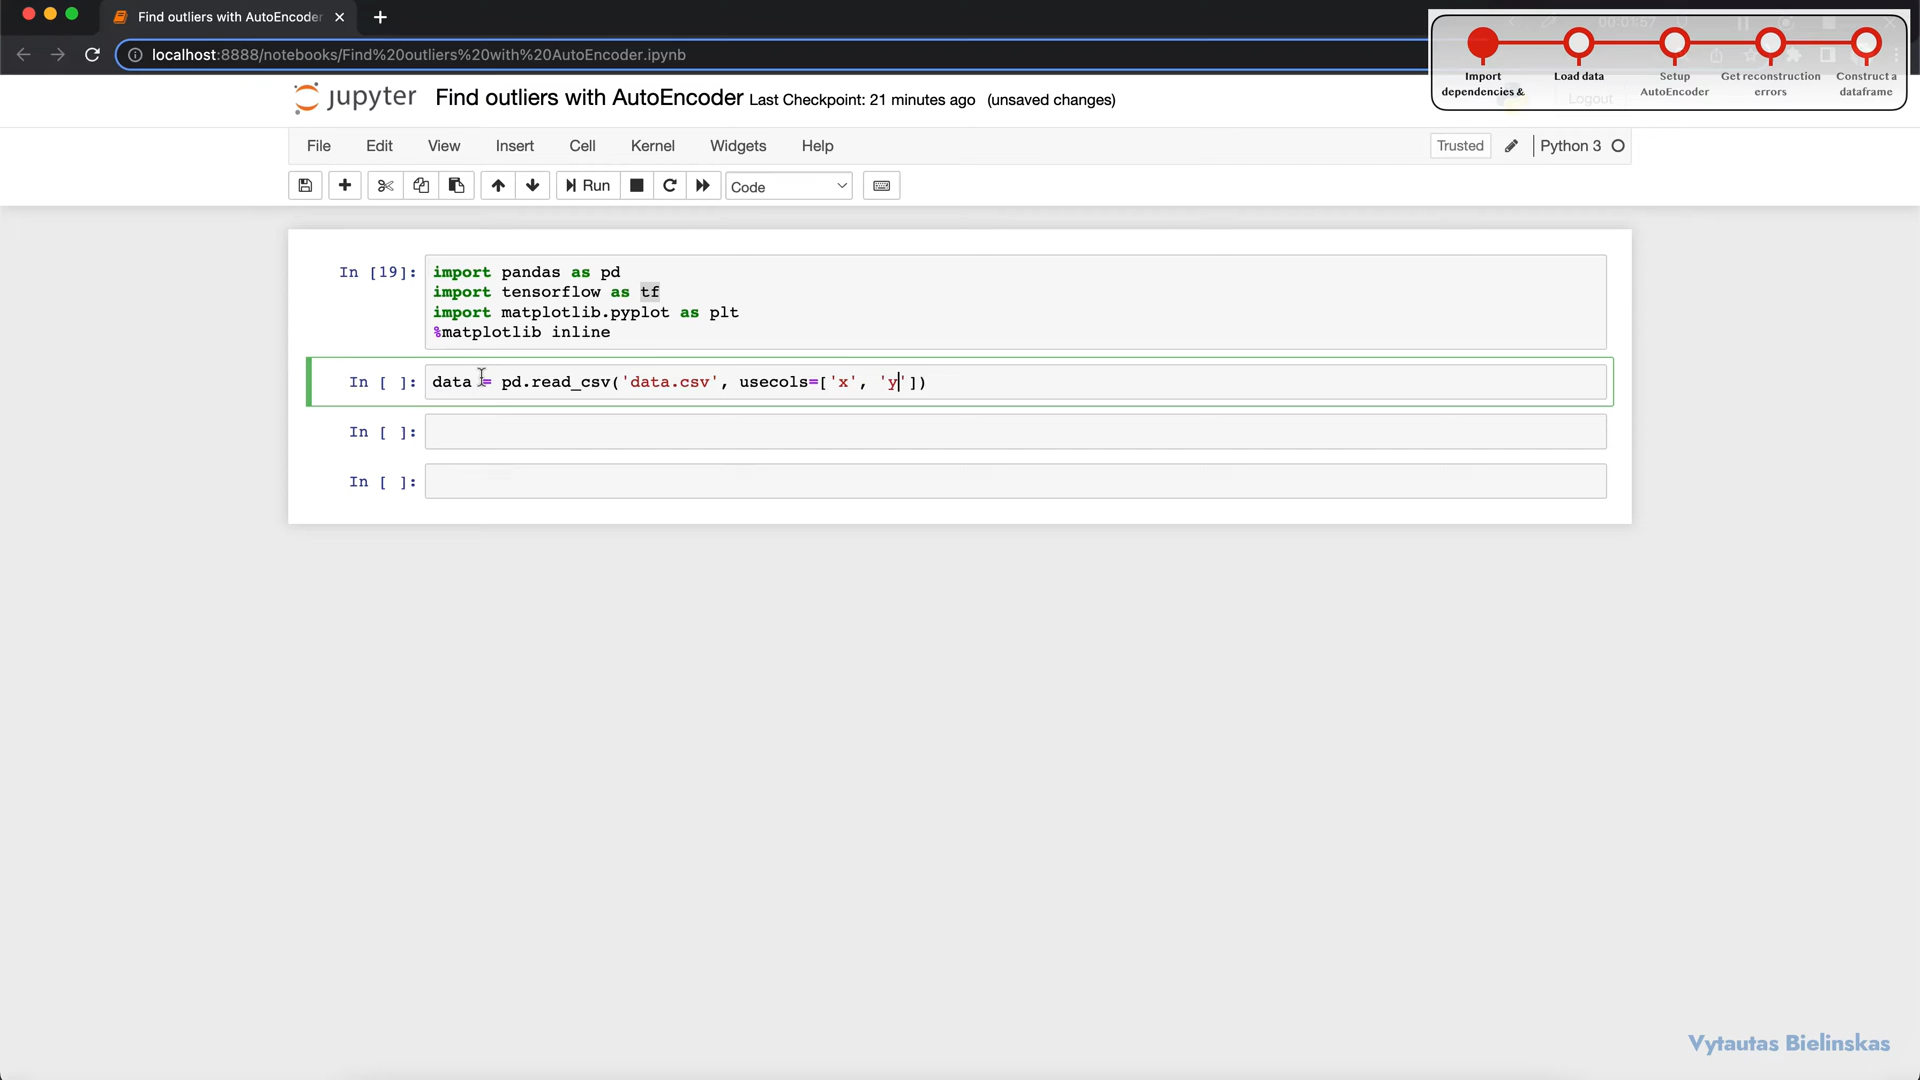 Find outliers with AutoEncoder
localhost:8888/notebooks/Find%20outliers%20with%20AutoEncoder.ipynb
Import dependencies &
Load data
Setup AutoEncoder
Get reconstruction errors
Construct a dataframe
jupyter Find outliers with AutoEncoder Last Checkpoint: 21 minutes ago (unsaved changes)
Logout
File Edit View Insert Cell Kernel Widgets Help
Trusted Python 3
Run Code
In [19]: import pandas as pd
import tensorflow as tf
import matplotlib.pyplot as plt
%matplotlib inline
In [ ]: data = pd.read_csv('data.csv', usecols=['x', 'y'])
In [ ]:
In [ ]:
Vytautas Bielinskas